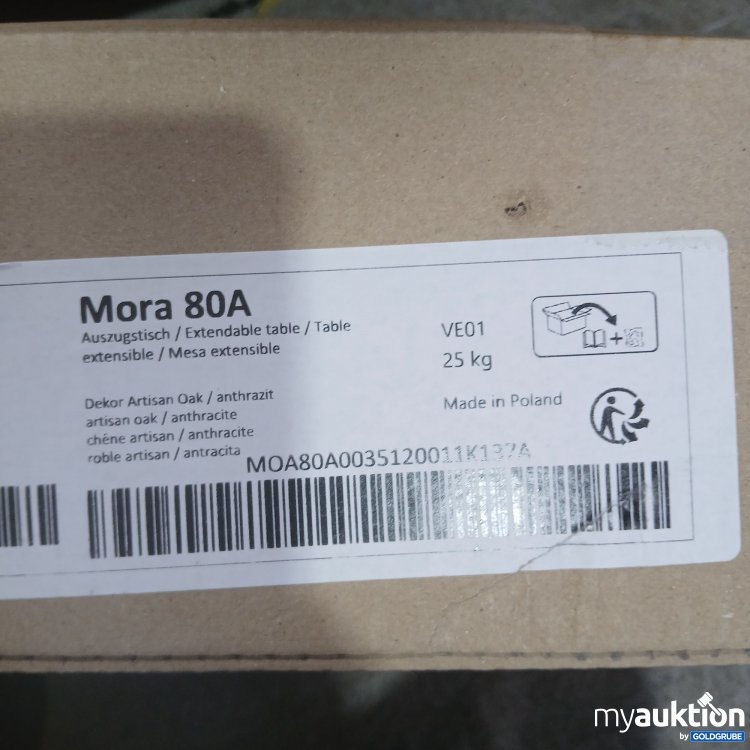 Mora 80A
Auszugstisch / Extendable table / Table
extensible / Mesa extensible
VE01
25 kg
Dekor Artisan Oak / anthrazit
artisan oak / anthracite
chêne artisan / anthracite
roble artisan / antracita
Made in Poland
MOA80A0035120011K137A
myauktion
by GOLDGRUBE